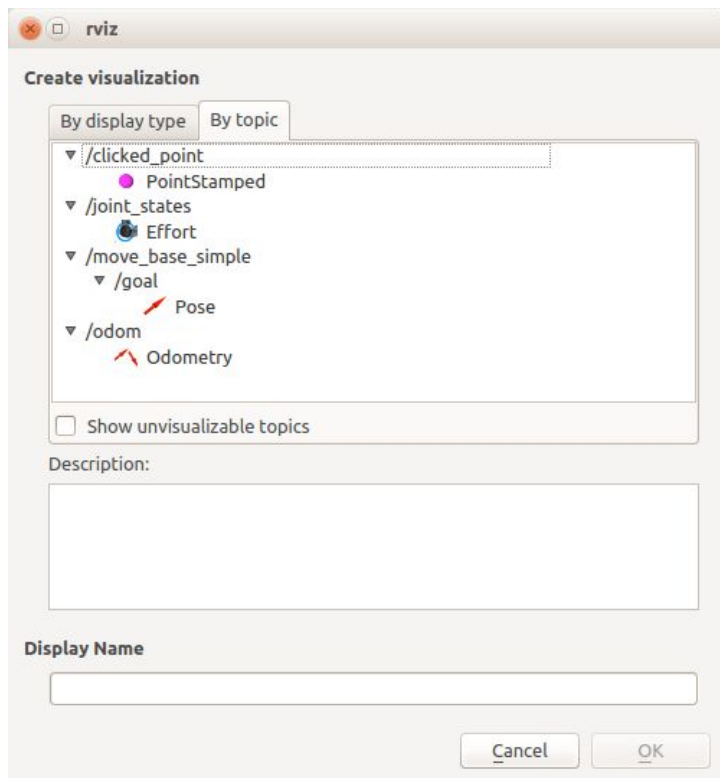 rviz
Create visualization
By display type By topic
/clicked_point
PointStamped
/joint_states
Effort
/move_base_simple
/goal
Pose
/odom
Odometry
Show unvisualizable topics
Description:
Display Name
Cancel OK